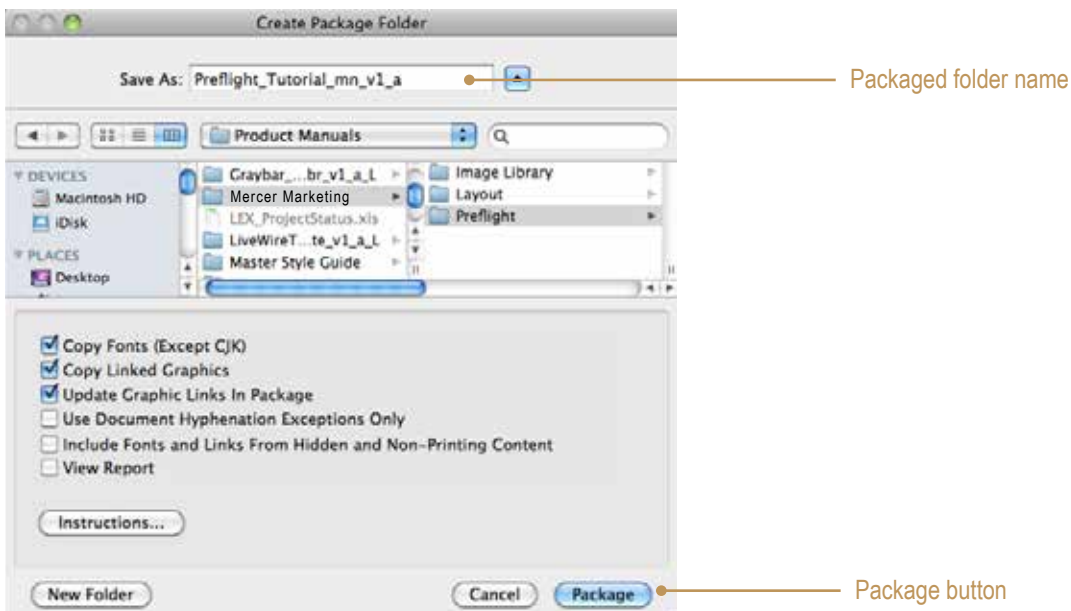 Create Package Folder
Save As: Preflight_Tutorial_mn_v1_a
Packaged folder name
Product Manuals
DEVICES
Macintosh HD
iDisk
PLACES
Desktop
Graybar_...br_v1_a_L
Mercer Marketing
LEX_ProjectStatus.xls
LiveWireT...te_v1_a_L
Master Style Guide
Image Library
Layout
Preflight
Copy Fonts (Except CJK)
Copy Linked Graphics
Update Graphic Links In Package
Use Document Hyphenation Exceptions Only
Include Fonts and Links From Hidden and Non-Printing Content
View Report
Instructions...
New Folder
Cancel
Package
Package button